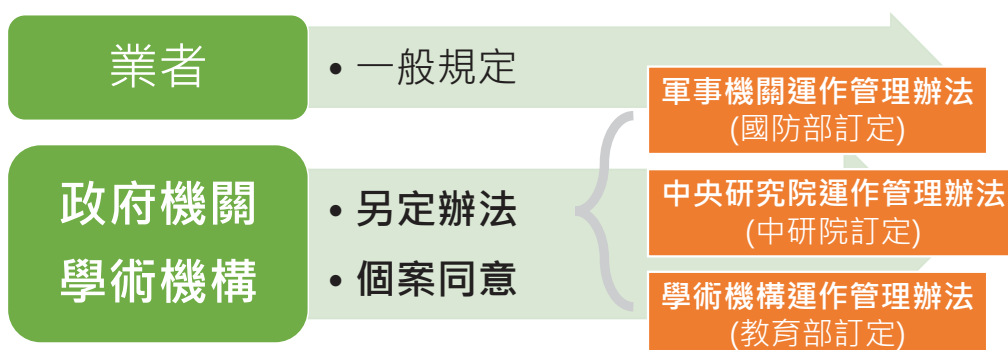 業者
• 一般規定
政府機關
學術機構
• 另定辦法
• 個案同意
軍事機關運作管理辦法
(國防部訂定)
中央研究院運作管理辦法
(中研院訂定)
學術機構運作管理辦法
(教育部訂定)